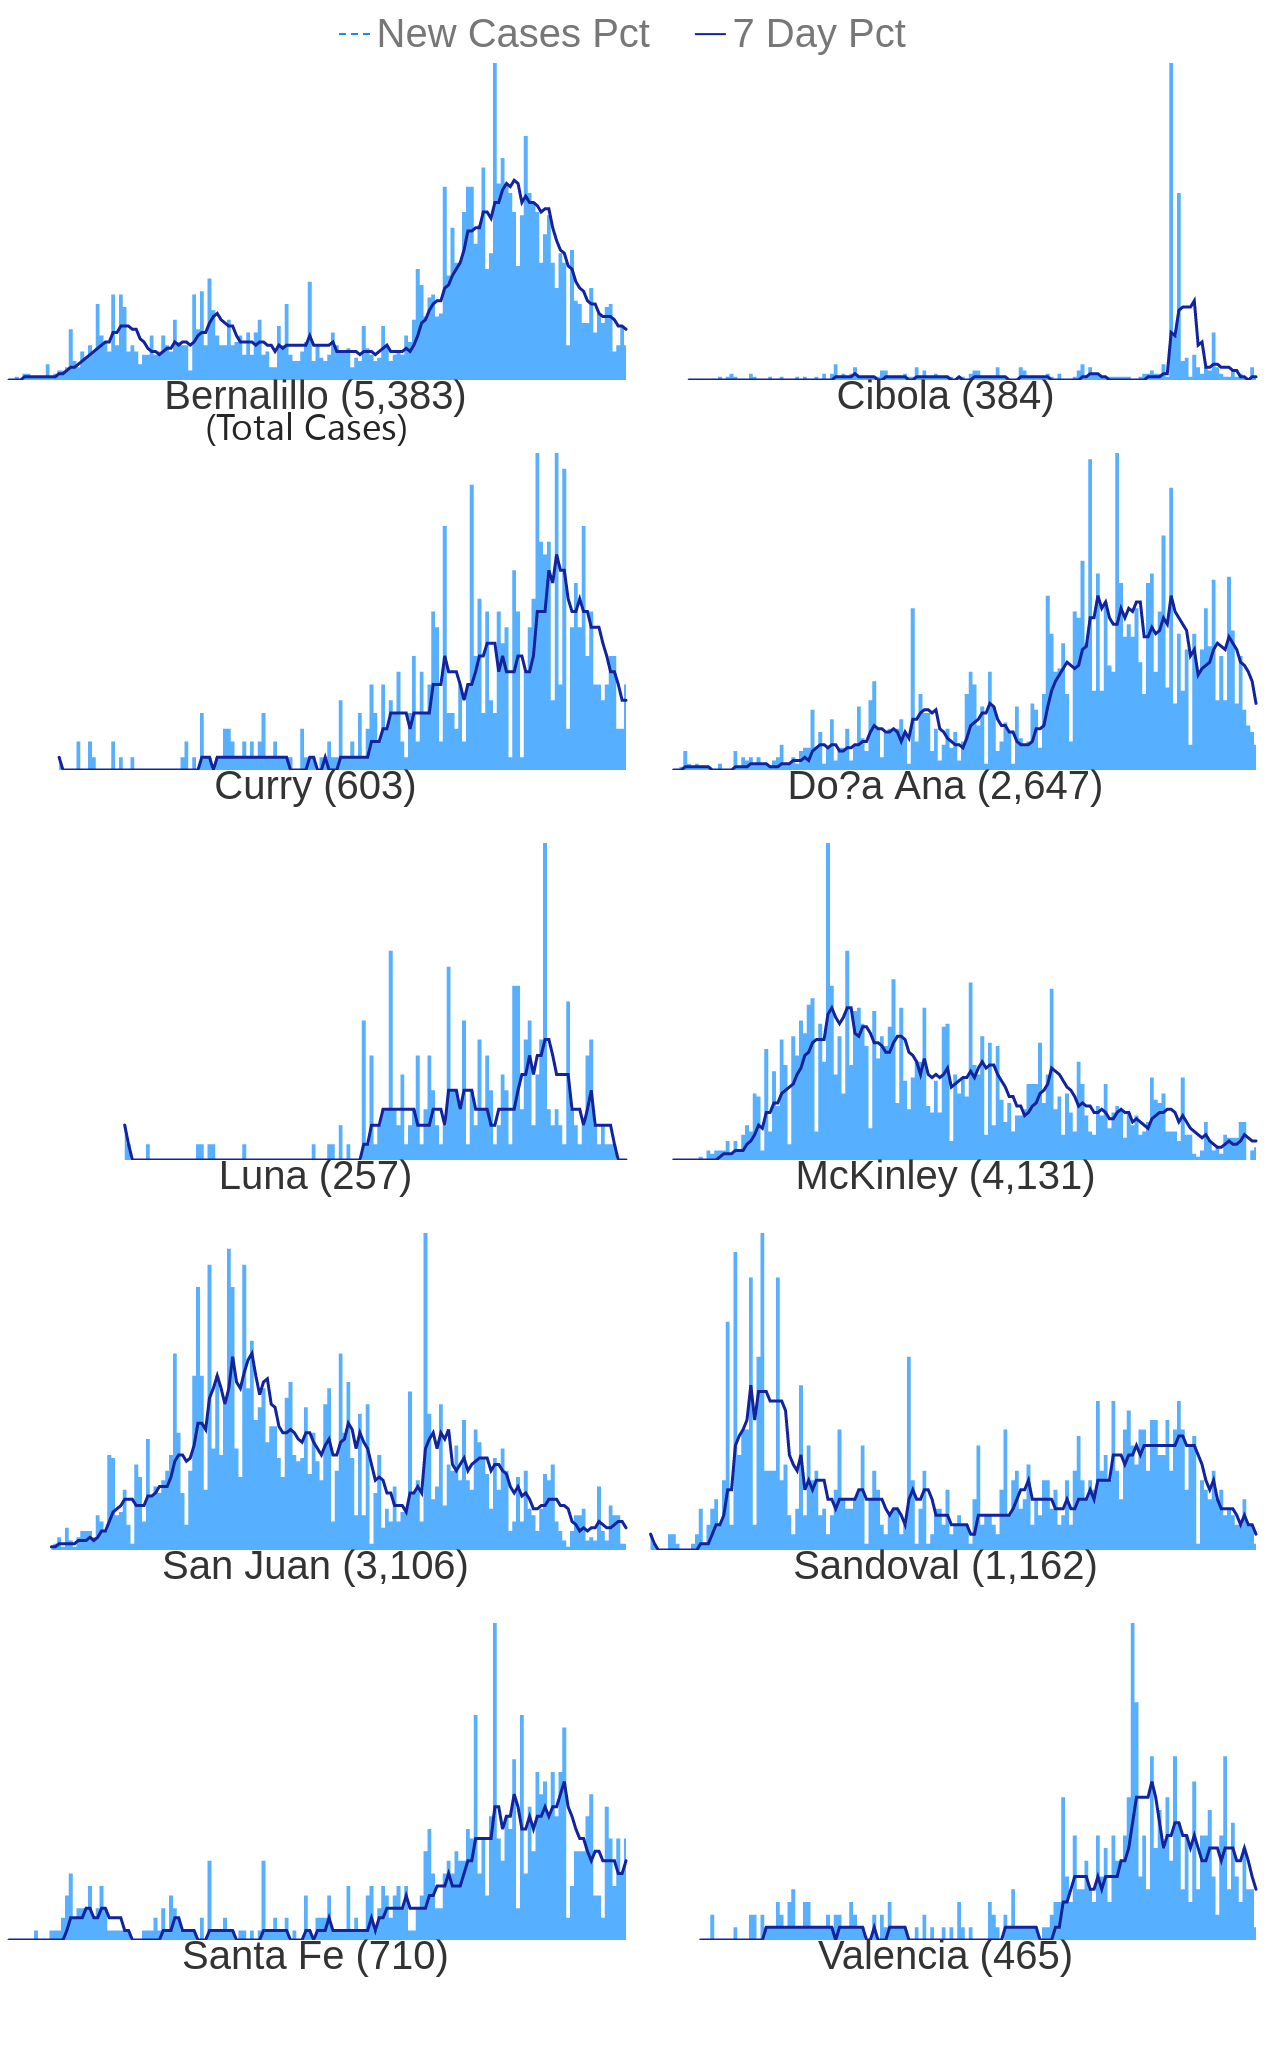 New Cases Pct 7 Day Pct
Bernalillo (5,383) Cibola (384)
(Total Cases)
Curry (603) Do?a Ana (2,647)
Luna (257) McKinley (4,131)
San Juan (3,106) Sandoval (1,162)
Santa Fe (710) Valencia (465)